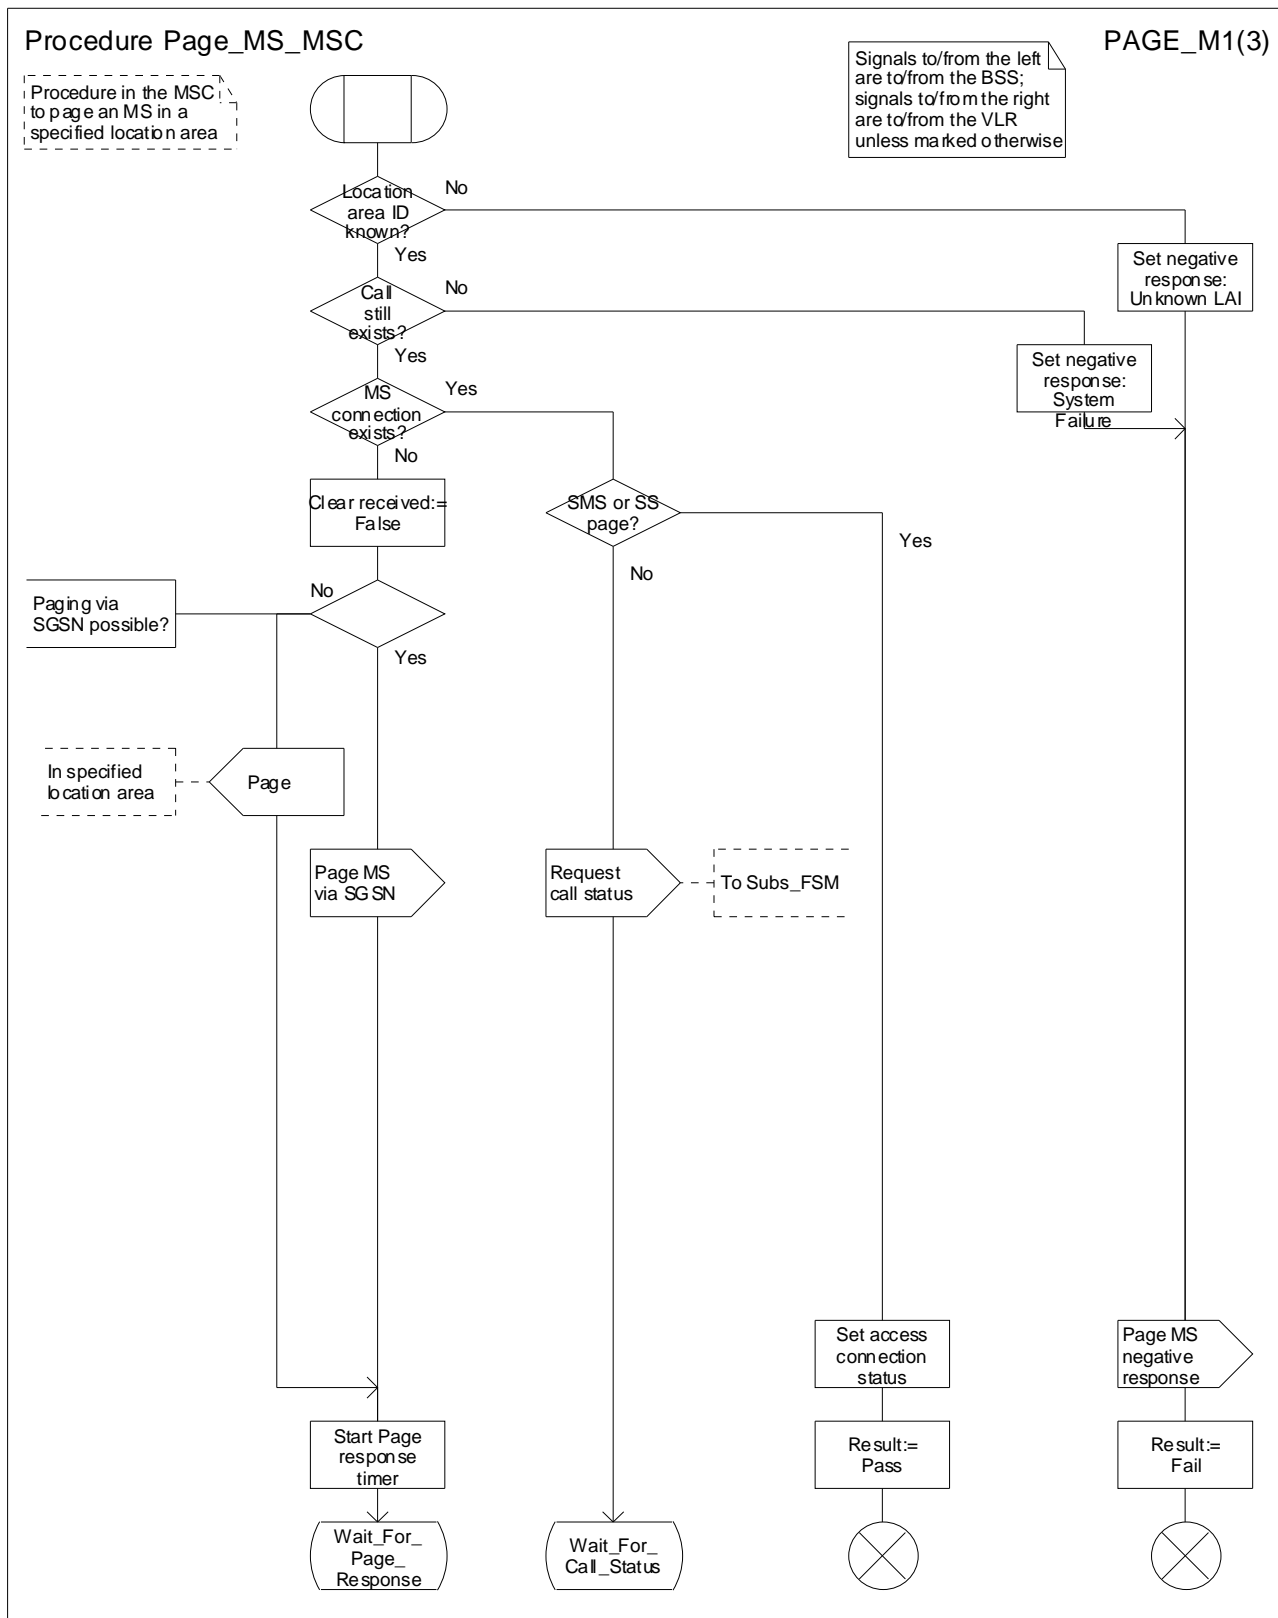 Procedure Page_MS_MSC
PAGE_M1(3)
Procedure in the MSC
to page an MS in a
specified location area
Signals to/from the left
are to/from the BSS;
signals to/from the right
are to/from the VLR
unless marked otherwise
Location
area ID
known?
No
Yes
Set negative
response:
Unknown LAI
Call
still
exists?
No
Yes
Set negative
response:
System
Failure
MS
connection
exists?
Yes
No
Clear received:=
False
SMS or SS
page?
Yes
No
Paging via
SGSN possible?
No
Yes
In specified
location area
Page
Page MS
via SGSN
Request
call status
To Subs_FSM
Set access
connection
status
Page MS
negative
response
Start Page
response
timer
Result:=
Pass
Result:=
Fail
Wait_For_
Page_
Response
Wait_For_
Call_Status